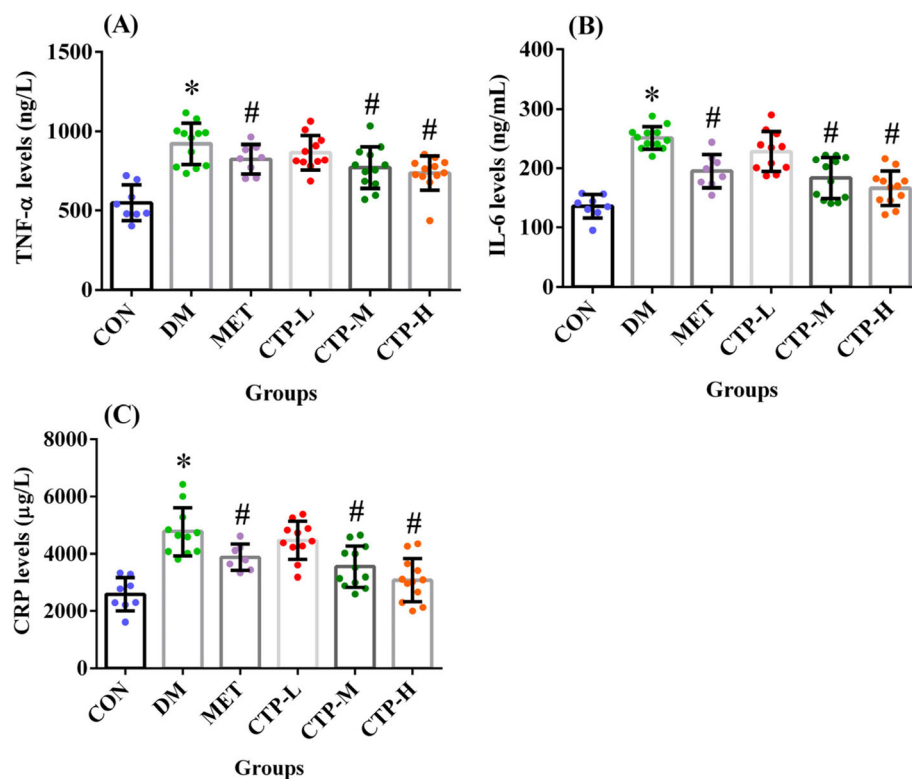 (A)
TNF-α levels (ng/L)
1500
1000
500
0
*
#
#
#
CON
DM
MET
CTP-L
CTP-M
CTP-H
Groups
(B)
IL-6 levels (ng/mL)
400
300
200
100
0
*
#
#
#
CON
DM
MET
CTP-L
CTP-M
CTP-H
Groups
(C)
CRP levels (μg/L)
8000
6000
4000
2000
0
*
#
#
#
CON
DM
MET
CTP-L
CTP-M
CTP-H
Groups